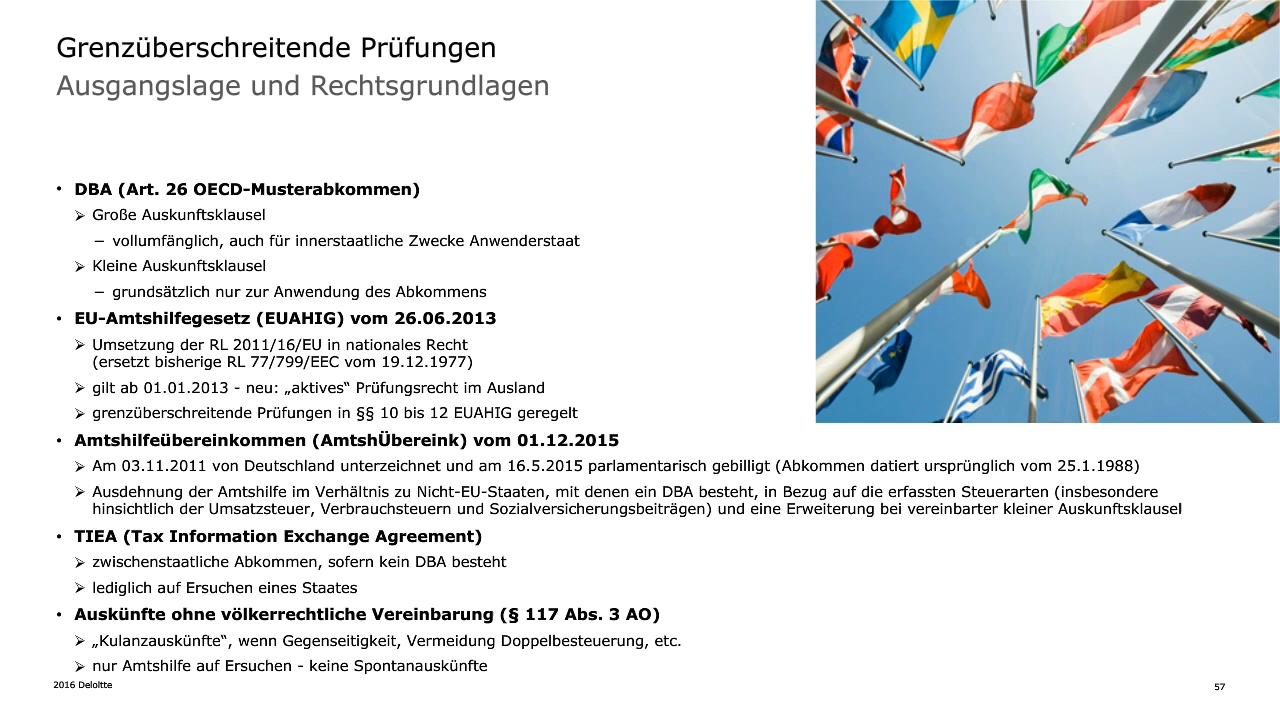 Grenzüberschreitende Prüfungen
Ausgangslage und Rechtsgrundlagen
• DBA (Art. 26 OECD-Musterabkommen)
➢ Große Auskunftsklausel
− vollumfänglich, auch für innerstaatliche Zwecke Anwenderstaat
➢ Kleine Auskunftsklausel
− grundsätzlich nur zur Anwendung des Abkommens
• EU-Amtshilfegesetz (EUAHIG) vom 26.06.2013
➢ Umsetzung der RL 2011/16/EU in nationales Recht
(ersetzt bisherige RL 77/799/EEC vom 19.12.1977)
➢ gilt ab 01.01.2013 - neu: „aktives“ Prüfungsrecht im Ausland
➢ grenzüberschreitende Prüfungen in §§ 10 bis 12 EUAHIG geregelt
• Amtshilfeübereinkommen (AmtshÜbereink) vom 01.12.2015
➢ Am 03.11.2011 von Deutschland unterzeichnet und am 16.5.2015 parlamentarisch gebilligt (Abkommen datiert ursprünglich vom 25.1.1988)
➢ Ausdehnung der Amtshilfe im Verhältnis zu Nicht-EU-Staaten, mit denen ein DBA besteht, in Bezug auf die erfassten Steuerarten (insbesondere
hinsichtlich der Umsatzsteuer, Verbrauchsteuern und Sozialversicherungsbeiträgen) und eine Erweiterung bei vereinbarter kleiner Auskunftsklausel
• TIEA (Tax Information Exchange Agreement)
➢ zwischenstaatliche Abkommen, sofern kein DBA besteht
➢ lediglich auf Ersuchen eines Staates
• Auskünfte ohne völkerrechtliche Vereinbarung (§ 117 Abs. 3 AO)
➢ „Kulanzauskünfte“, wenn Gegenseitigkeit, Vermeidung Doppelbesteuerung, etc.
➢ nur Amtshilfe auf Ersuchen - keine Spontanauskünfte
2016 Deloitte
57